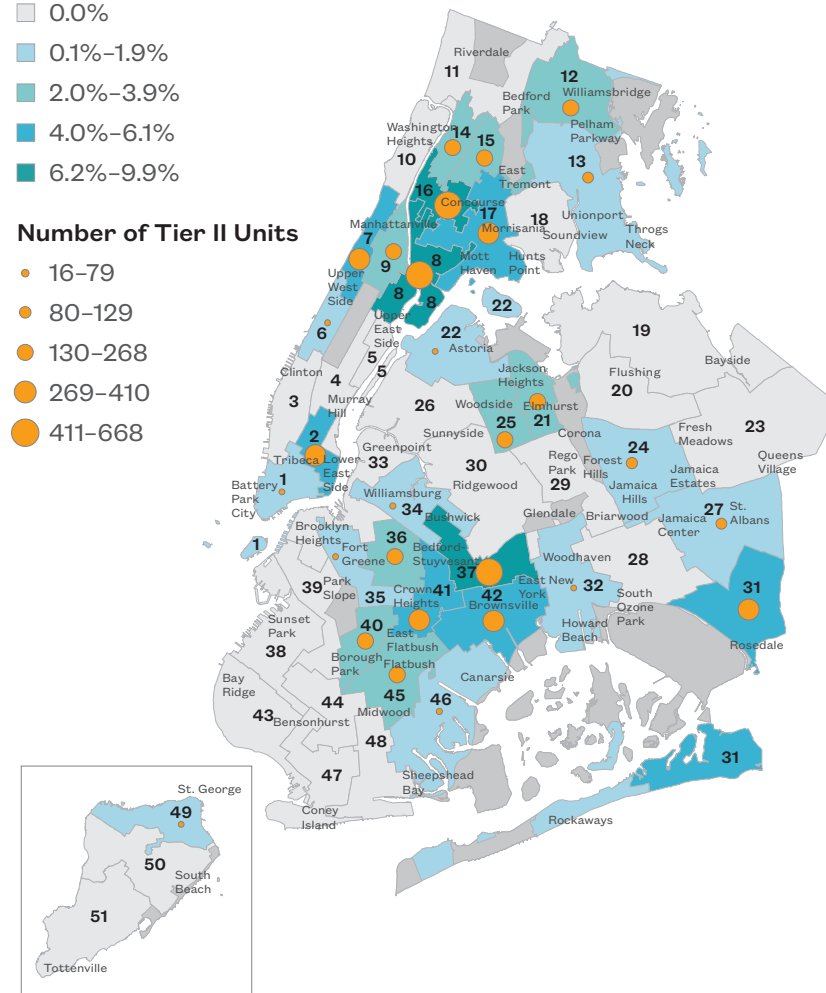 0.0%
0.1%–1.9%
2.0%–3.9%
4.0%–6.1%
6.2%–9.9%
Number of Tier II Units
16–79
80–129
130–268
269–410
411–668
Riverdale
11
12
Williamsbridge
Bedford
Park
Pelham
Parkway
Washington
Heights
14
15
10
East
Tremont
13
16
Concourse
17
Morrisania
18
Soundview
Unionport
Throgs
Neck
Manhattanville
7
9
8
Mott
Haven
Hunts
Point
Upper
West
Side
8
8
22
6
Upper
East
Side
22
Astoria
19
Bayside
Clinton
5
5
4
Jackson
Heights
Flushing
20
3
Murray
Hill
26
Woodside
Elmhurst
25
21
Corona
23
Queens
Village
Fresh
Meadows
2
Tribeca
Lower
East
Side
Greenpoint
33
Sunnyside
30
Ridgewood
Rego
Park
29
Forest
Hills
24
Jamaica
Hills
Jamaica
Estates
Battery
Park
City
1
Williamsburg
34
Bushwick
Glendale
Briarwood
Jamaica
Center
27
St.
Albans
1
Brooklyn
Heights
Fort
Greene
36
Bedford-
Stuyvesant
37
Woodhaven
28
39
Park
Slope
35
Crown
Heights
41
42
Brownsville
East New
York
32
Howard
Beach
South
Ozone
Park
31
Rosedale
Sunset
Park
38
40
East
Flatbush
Borough
Park
Flatbush
Canarsie
Bay
Ridge
43
44
Bensonhurst
45
Midwood
46
48
47
Sheepshead
Bay
Coney
Island
31
Rockaways
St. George
49
50
South
Beach
51
Tottenville